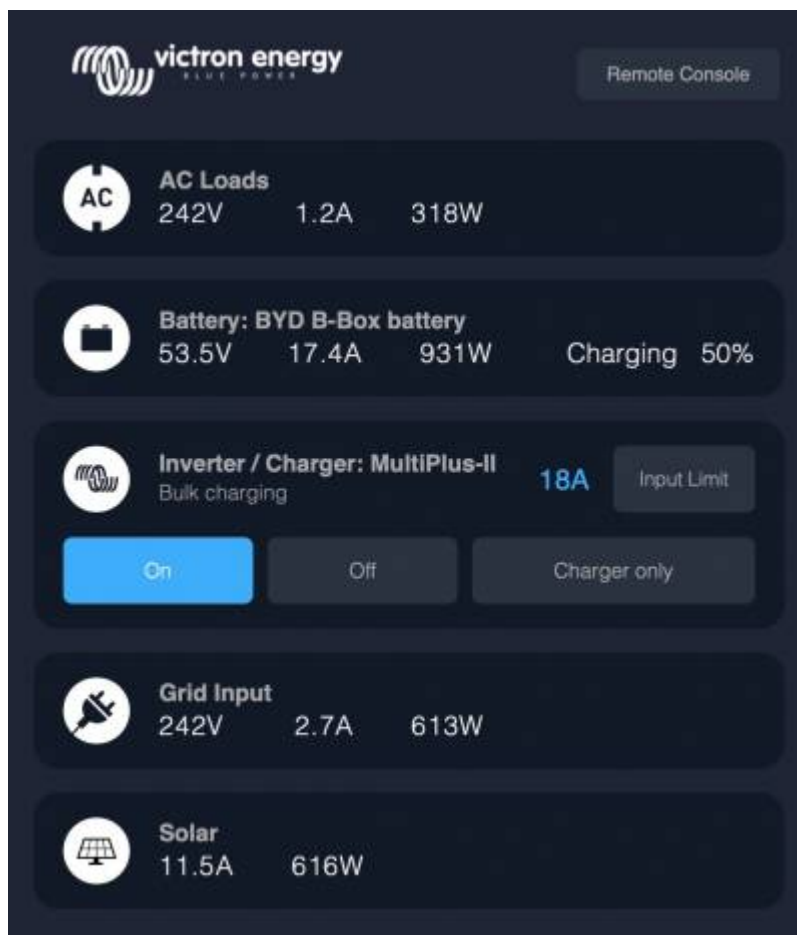 victron energy
BLUE POWER
Remote Console
AC
AC Loads
242V 1.2A 318W
Battery: BYD B-Box battery
53.5V 17.4A 931W Charging 50%
Inverter / Charger: MultiPlus-II
Bulk charging
18A Input Limit
On Off Charger only
Grid Input
242V 2.7A 613W
Solar
11.5A 616W